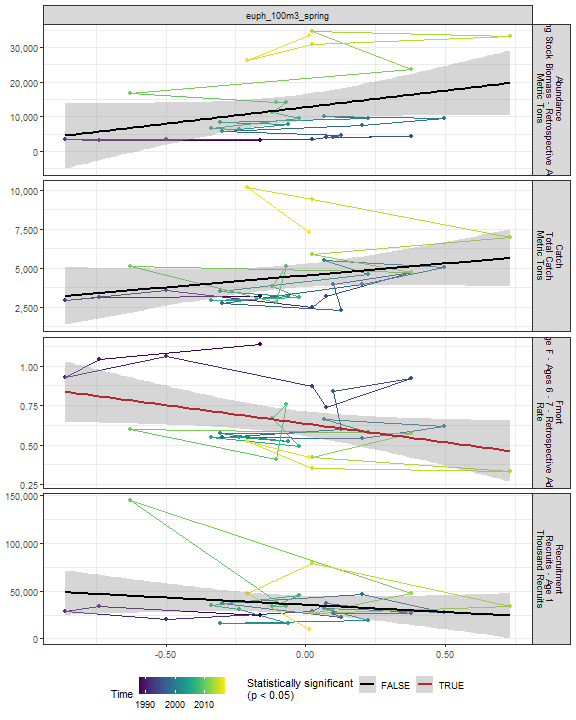 euph_100m3_spring
30,000
20,000
10,000
0
Abundance
Stock Biomass - Retrospective
Metric Tons
10,000
7,500
5,000
2,500
Catch
Total Catch
Metric Tons
1.00
0.75
0.50
0.25
Fmort
F - Ages 6 - 7 - Retrospective
Rate
150,000
100,000
50,000
0
Recruitment
Recruits - Age 1
Thousand Recruits
-0.50 0.00 0.50
Time
1990 2000 2010
Statistically significant
(p < 0.05)
FALSE TRUE